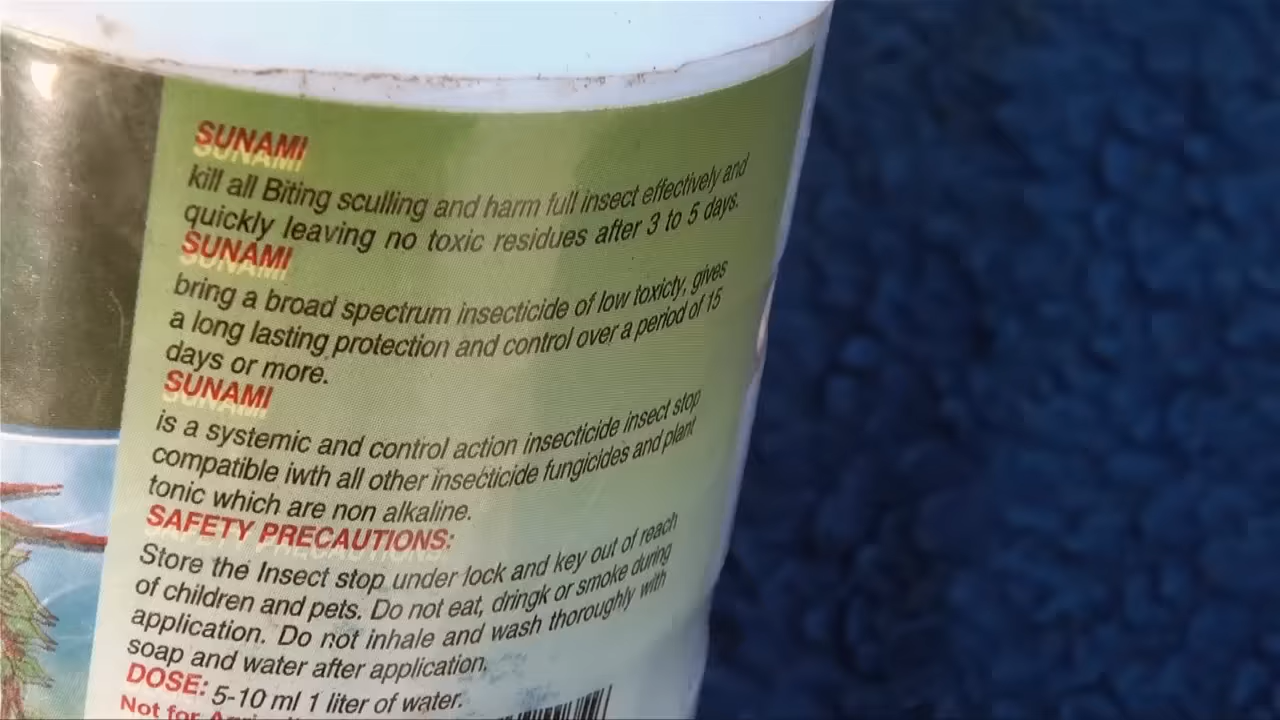 SUNAMI
kill all Biting sculling and harm full insect effectively and
quickly leaving no toxic residues after 3 to 5 days.
SUNAMI
bring a broad spectrum insecticide of low toxicty, gives
a long lasting protection and control over a period of 15
days or more.
SUNAMI
is a systemic and control action insecticide insect stop
compatible iwth all other insecticide fungicides and plant
tonic which are non alkaline.
SAFETY PRECAUTIONS:
Store the Insect stop under lock and key out of reach
of children and pets. Do not eat, dringk or smoke during
application. Do not inhale and wash thoroughly with
soap and water after application.
DOSE: 5-10 ml 1 liter of water.
Not for